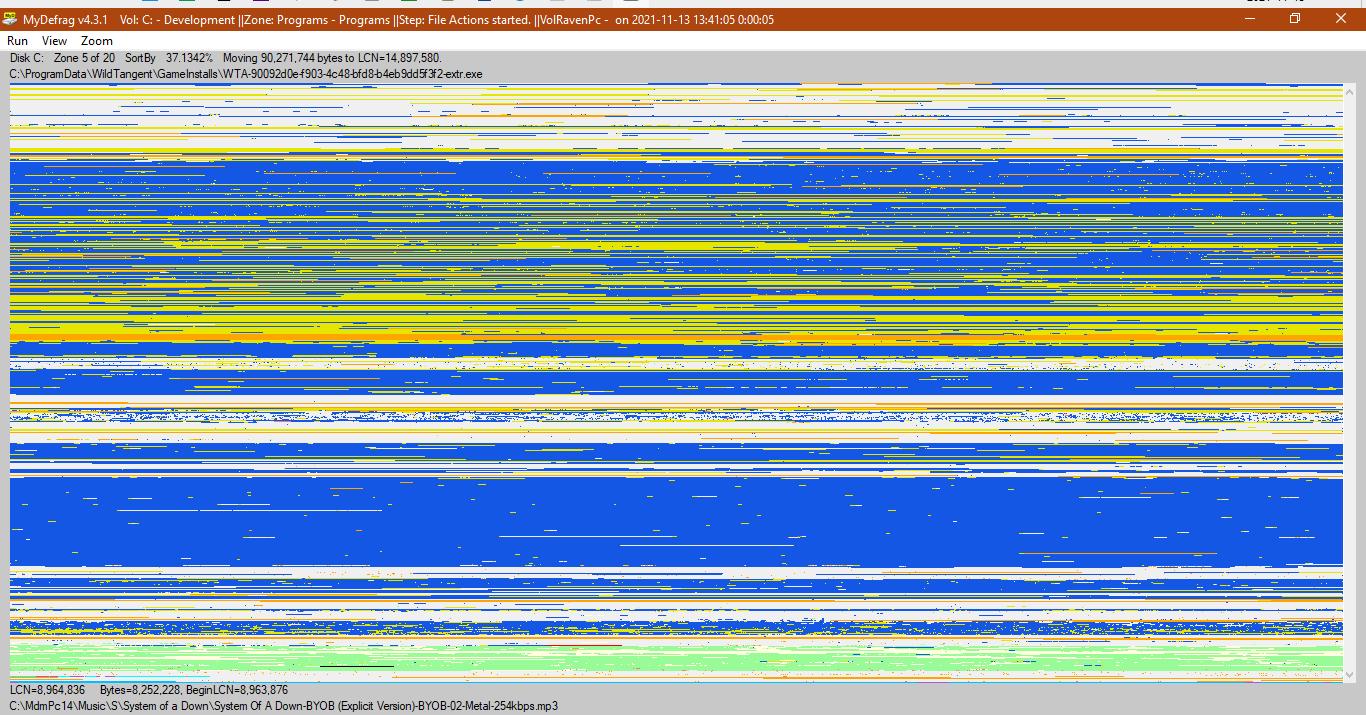 MyDefrag v4.3.1 Vol: C: - Development ||Zone: Programs - Programs ||Step: File Actions started. ||VolRavenPc - on 2021-11-13 13:41:05 0:00:05
Run View Zoom
Disk C: Zone 5 of 20 SortBy 37.1342% Moving 90,271,744 bytes to LCN=14,897,580.
C:\ProgramData\WildTangent\GameInstalls\WTA-90092d0e-f903-4c48-bfd8-b4eb9dd5f3f2-extr.exe
LCN=8,964,836 Bytes=8,252,228, BeginLCN=8,963,876
C:\MdmPc14\Music\S\System of a Down\System Of A Down-BYOB (Explicit Version)-BYOB-02-Metal-254kbps.mp3